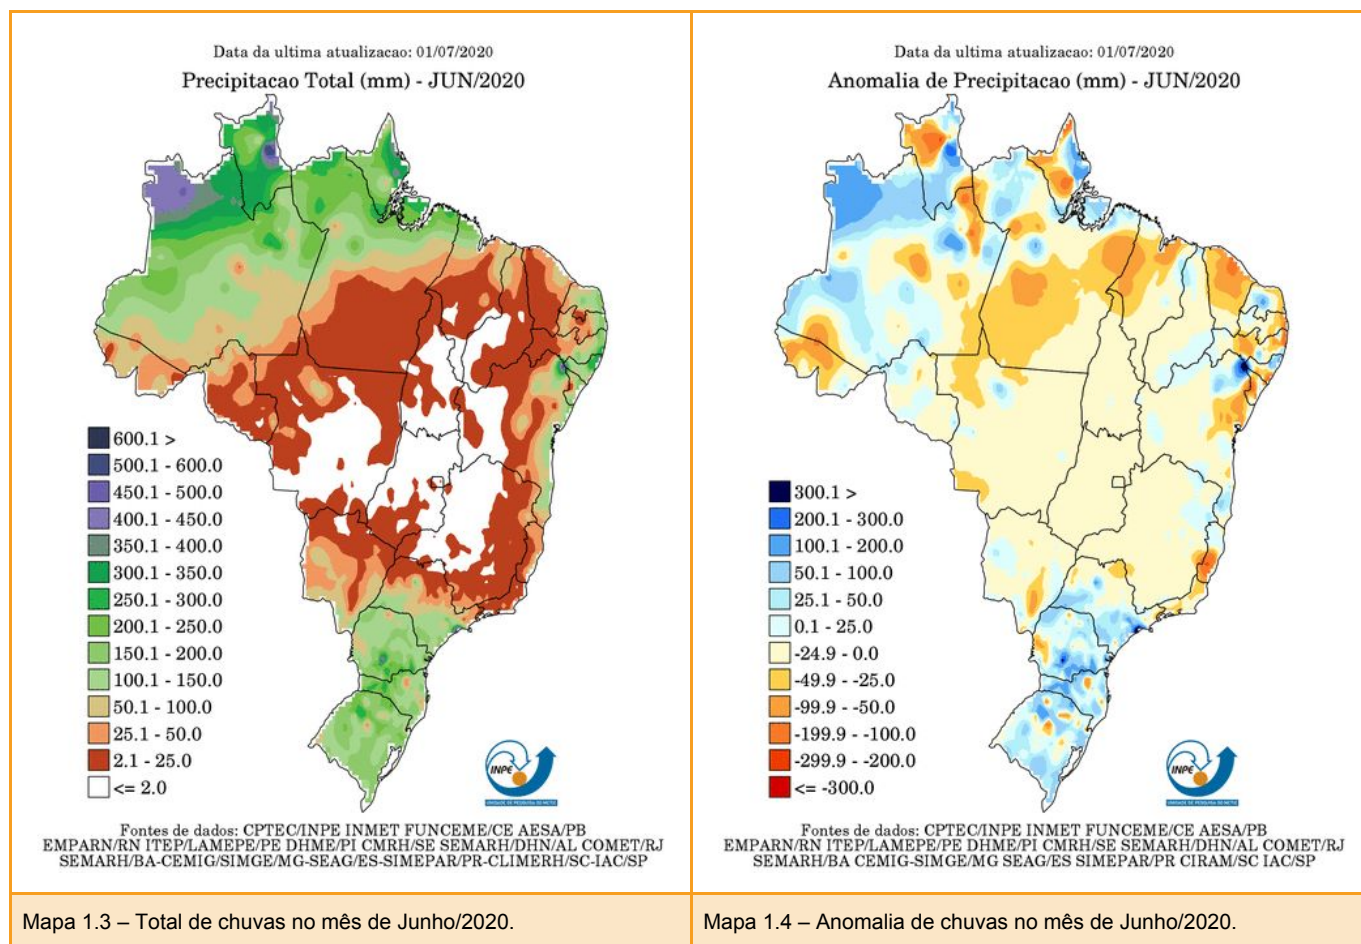 Data da ultima atualizacao: 01/07/2020
Precipitacao Total (mm) - JUN/2020
600.1 >
500.1 - 600.0
450.1 - 500.0
400.1 - 450.0
350.1 - 400.0
300.1 - 350.0
250.1 - 300.0
200.1 - 250.0
150.1 - 200.0
100.1 - 150.0
50.1 - 100.0
25.1 - 50.0
2.1 - 25.0
<= 2.0
INPE
Fontes de dados: CPTEC/INPE INMET FUNCEME/CE AESA/PB
EMPARN/RN ITEP/LAMEPE/PE DHME/PI CMRH/SE SEMARH/DHN/AL COMET/RJ
SEMARH/BA-CEMIG/SIMGE/MG-SEAG/ES-SIMEPAR/PR-CLIMERH/SC-IAC/SP
Mapa 1.3 – Total de chuvas no mês de Junho/2020.
Data da ultima atualizacao: 01/07/2020
Anomalia de Precipitacao (mm) - JUN/2020
300.1 >
200.1 - 300.0
100.1 - 200.0
50.1 - 100.0
25.1 - 50.0
0.1 - 25.0
-24.9 - 0.0
-49.9 - -25.0
-99.9 - -50.0
-199.9 - -100.0
-299.9 - -200.0
<= -300.0
INPE
Fontes de dados: CPTEC/INPE INMET FUNCEME/CE AESA/PB
EMPARN/RN ITEP/LAMEPE/PE DHME/PI CMRH/SE SEMARH/DHN/AL COMET/RJ
SEMARH/BA CEMIG-SIMGE/MG SEAG/ES SIMEPAR/PR CIRAM/SC IAC/SP
Mapa 1.4 – Anomalia de chuvas no mês de Junho/2020.